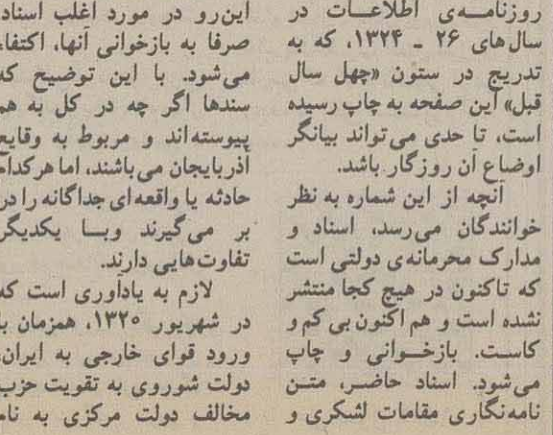 روزنامه‌ی اطلاعات در
سال‌های ۲۶ ـ ۱۳۲۴، که به
تدریج در ستون «چهل سال
قبل» این صفحه به چاپ رسیده
است، تا حدی می‌تواند بیانگر
اوضاع آن روزگار باشد.
آنچه از این شماره به نظر
خوانندگان می‌رسد، اسناد و
مدارک محرمانه‌ی دولتی است
که تاکنون در هیچ کجا منتشر
نشده است و هم اکنون بی کم و
کاست. بازخوانی و چاپ
می‌شود. اسناد حاضر، متن
نامه‌نگاری مقامات لشکری و
این‌رو در مورد اغلب اسناد،
صرفا به بازخوانی آنها، اکتفاء
می‌شود. با این توضیح که
سندها اگر چه در کل به هم
پیوسته‌اند و مربوط به وقایع
آذربایجان می‌باشند، اما هرکدام
حادثه یا واقعه‌ای جداگانه را در
بر می‌گیرند وبا یکدیگر
تفاوت‌هایی دارند.
لازم به یادآوری است که
در شهریور ۱۳۲۰، همزمان با
ورود قوای خارجی به ایران،
دولت شوروی به تقویت حزب
مخالف دولت مرکزی به نام